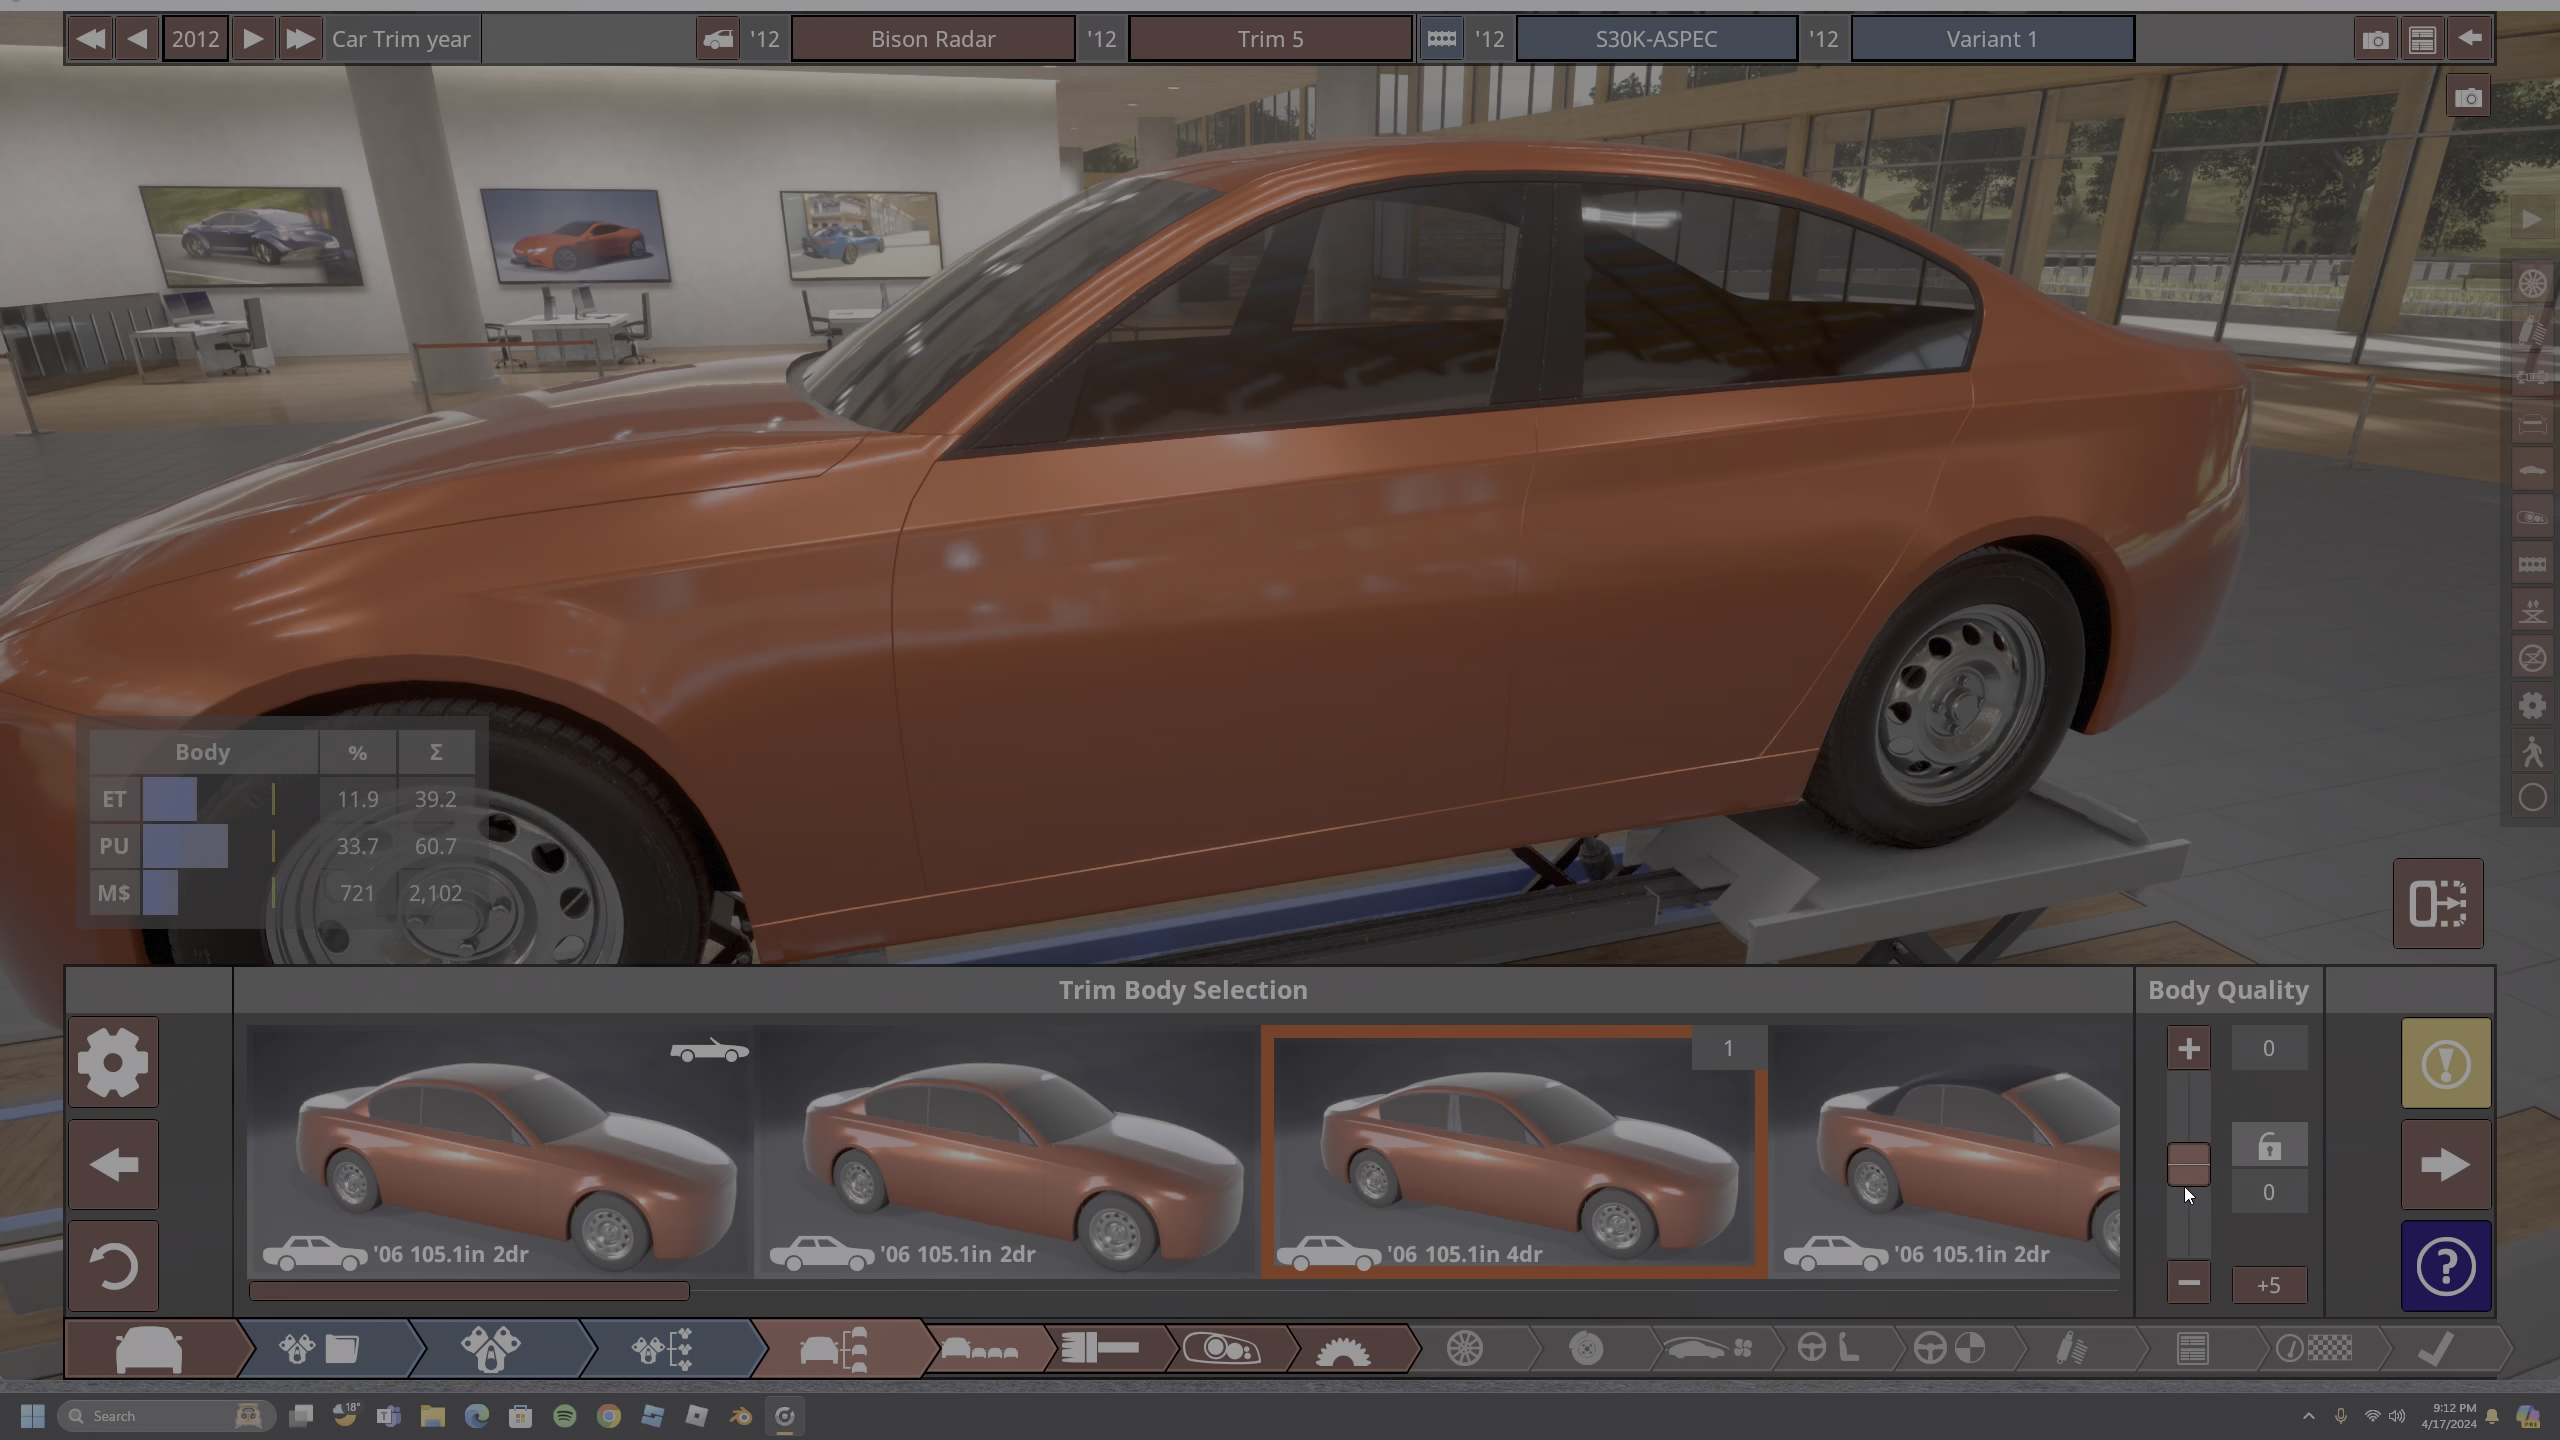 2012 Car Trim year '12 Bison Radar '12 Trim 5 '12 S30K-ASPEC '12 Variant 1
Body % Σ
ET 11.9 39.2
PU 33.7 60.7
M$ 721 2,102
Trim Body Selection
Body Quality
1
0
0
+5
'06 105.1in 2dr
'06 105.1in 2dr
'06 105.1in 4dr
'06 105.1in 2dr
Search
18°
9:12 PM
4/17/2024
PRE